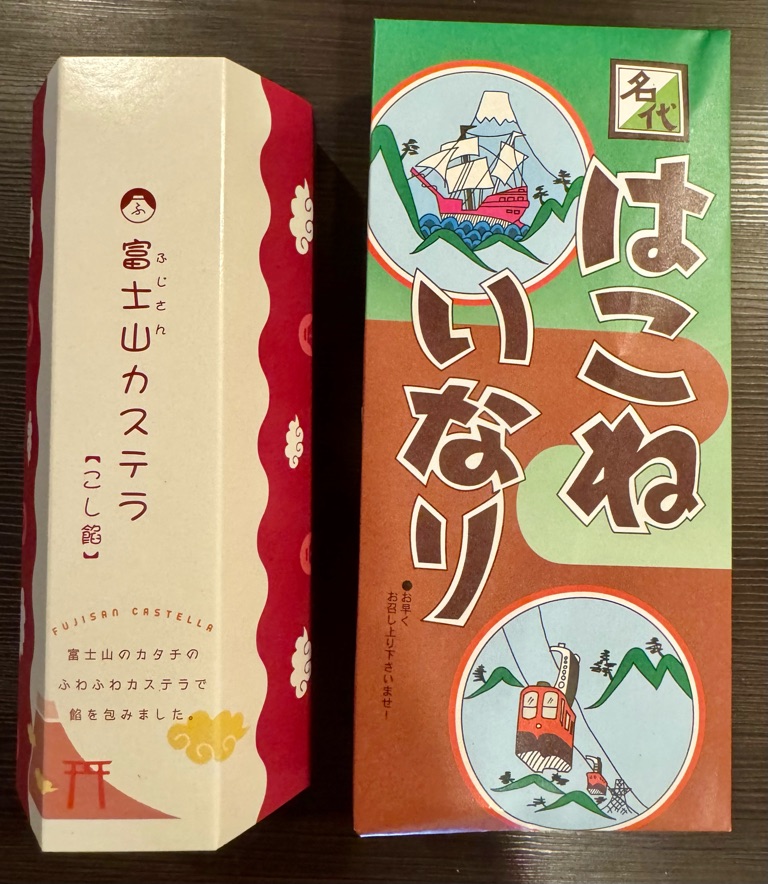 ふ
富士山カステラ
ふじさん
【こし餡】
FUJISAN CASTELLA
富士山のカタチの
ふわふわカステラで
餡を包みました。
名代
はこね
いなり
●お早く
お召し上り下さいませ!